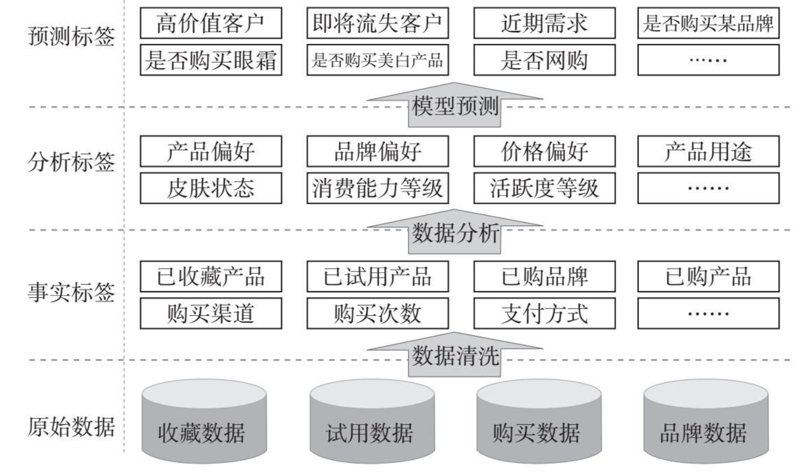 预测标签
高价值客户 即将流失客户 近期需求 是否购买某品牌
是否购买眼霜 是否购买美白产品 是否网购 ……
模型预测
分析标签
产品偏好 品牌偏好 价格偏好 产品用途
皮肤状态 消费能力等级 活跃度等级 ……
数据分析
事实标签
已收藏产品 已试用产品 已购品牌 已购产品
购买渠道 购买次数 支付方式 ……
数据清洗
原始数据
收藏数据 试用数据 购买数据 品牌数据